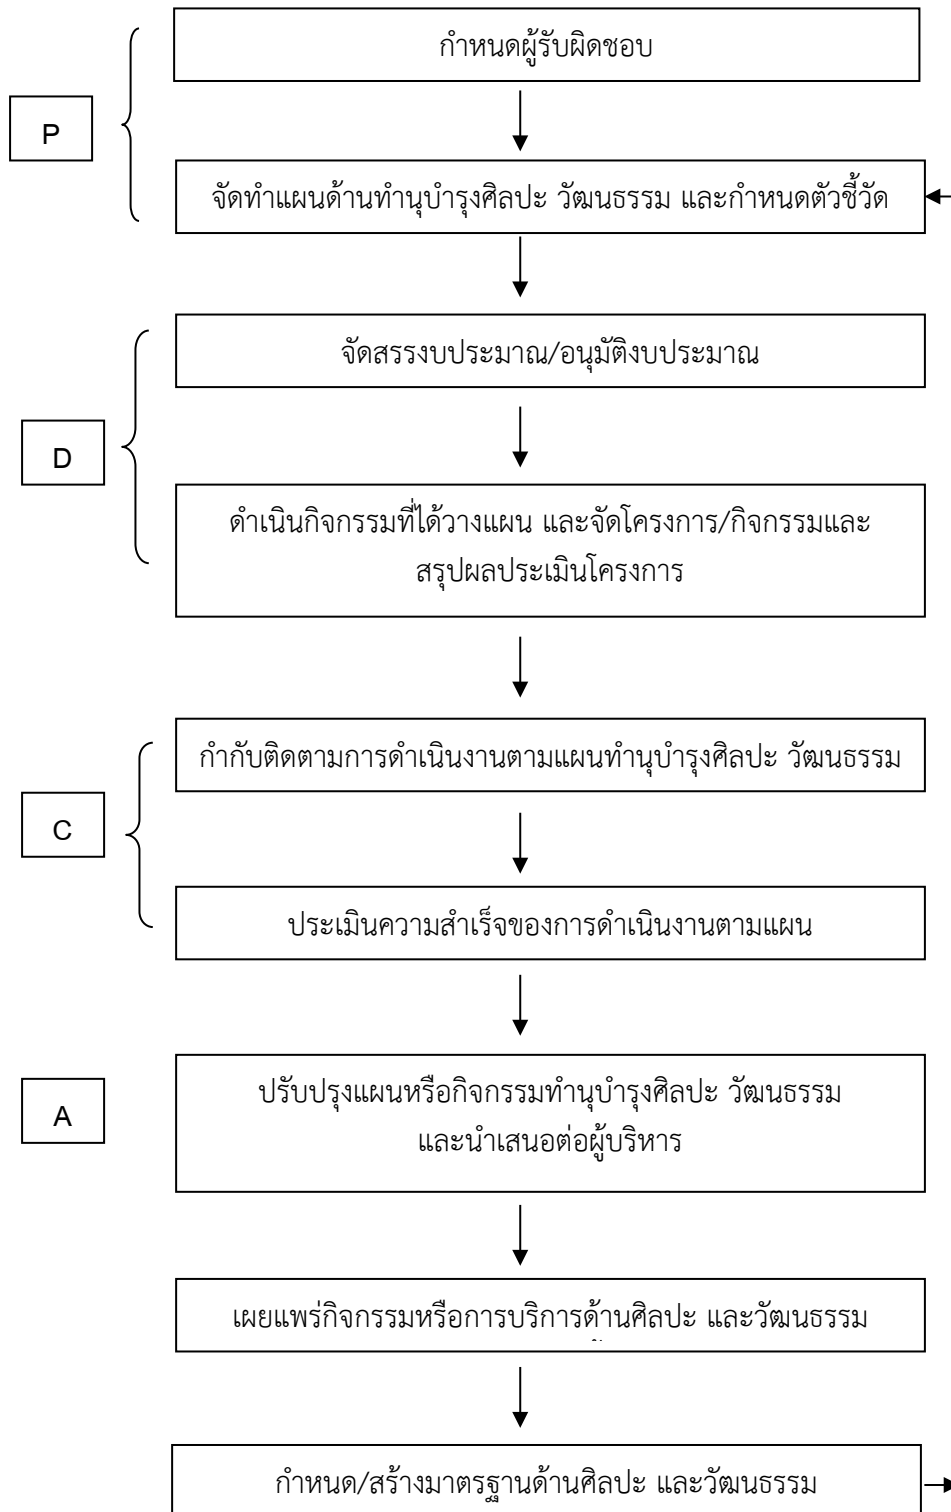 กำหนดผู้รับผิดชอบ
P
จัดทำแผนด้านทำนุบำรุงศิลปะ วัฒนธรรม และกำหนดตัวชี้วัด
จัดสรรงบประมาณ/อนุมัติงบประมาณ
D
ดำเนินกิจกรรมที่ได้วางแผน และจัดโครงการ/กิจกรรมและ
สรุปผลประเมินโครงการ
กำกับติดตามการดำเนินงานตามแผนทำนุบำรุงศิลปะ วัฒนธรรม
C
ประเมินความสำเร็จของการดำเนินงานตามแผน
ปรับปรุงแผนหรือกิจกรรมทำนุบำรุงศิลปะ วัฒนธรรม
A
และนำเสนอต่อผู้บริหาร
เผยแพร่กิจกรรมหรือการบริการด้านศิลปะ และวัฒนธรรม
กำหนด/สร้างมาตรฐานด้านศิลปะ และวัฒนธรรม